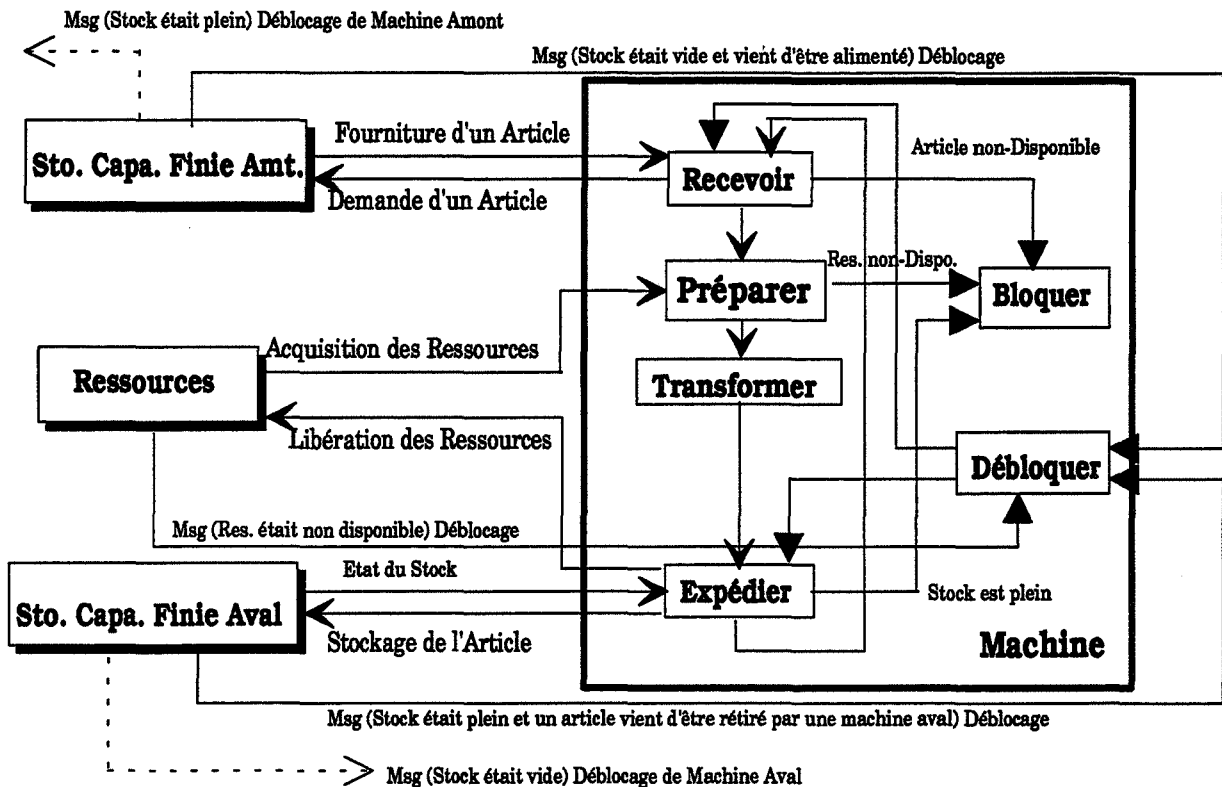 Msg (Stock était plein) Déblocage de Machine Amont
Msg (Stock était vide et vient d'être alimenté) Déblocage
Fourniture d'un Article
Article non-Disponible
Sto. Capa. Finie Amt.
Recevoir
Demande d'un Article
Res. non-Dispo.
Préparer
Bloquer
Acquisition des Ressources
Ressources
Transformer
Libération des Ressources
Débloquer
Msg (Res. était non disponible) Déblocage
Etat du Stock
Expédier
Stock est plein
Sto. Capa. Finie Aval
Stockage de l'Article
Machine
Msg (Stock était plein et un article vient d'être rétiré par une machine aval) Déblocage
Msg (Stock était vide) Déblocage de Machine Aval